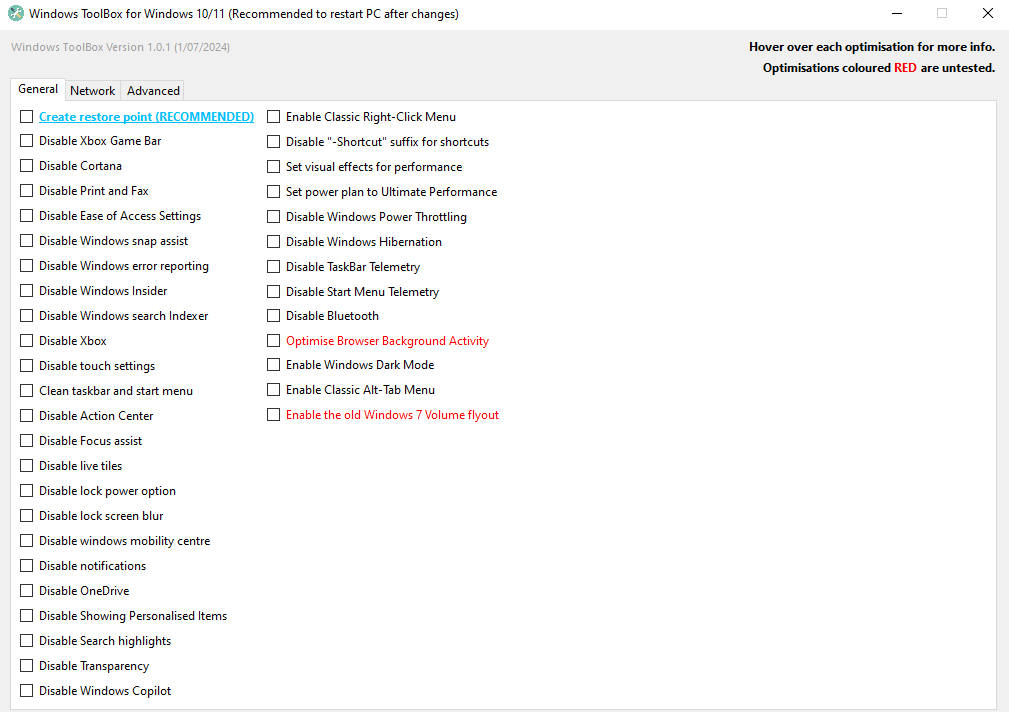 Windows ToolBox for Windows 10/11 (Recommended to restart PC after changes)
Windows ToolBox Version 1.0.1 (1/07/2024)
Hover over each optimisation for more info.
Optimisations coloured RED are untested.
General Network Advanced
Create restore point (RECOMMENDED)
Disable Xbox Game Bar
Disable Cortana
Disable Print and Fax
Disable Ease of Access Settings
Disable Windows snap assist
Disable Windows error reporting
Disable Windows Insider
Disable Windows search Indexer
Disable Xbox
Disable touch settings
Clean taskbar and start menu
Disable Action Center
Disable Focus assist
Disable live tiles
Disable lock power option
Disable lock screen blur
Disable windows mobility centre
Disable notifications
Disable OneDrive
Disable Showing Personalised Items
Disable Search highlights
Disable Transparency
Disable Windows Copilot
Enable Classic Right-Click Menu
Disable "-Shortcut" suffix for shortcuts
Set visual effects for performance
Set power plan to Ultimate Performance
Disable Windows Power Throttling
Disable Windows Hibernation
Disable TaskBar Telemetry
Disable Start Menu Telemetry
Disable Bluetooth
Optimise Browser Background Activity
Enable Windows Dark Mode
Enable Classic Alt-Tab Menu
Enable the old Windows 7 Volume flyout